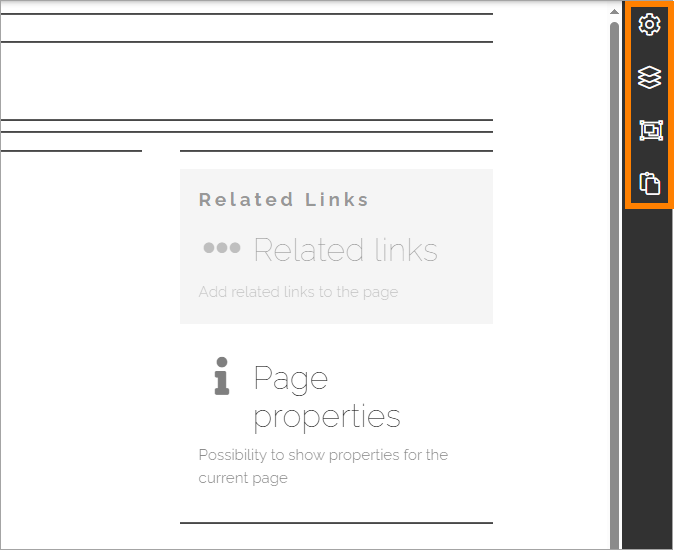 Related Links
Related links
Add related links to the page
Page
properties
Possibility to show properties for the
current page